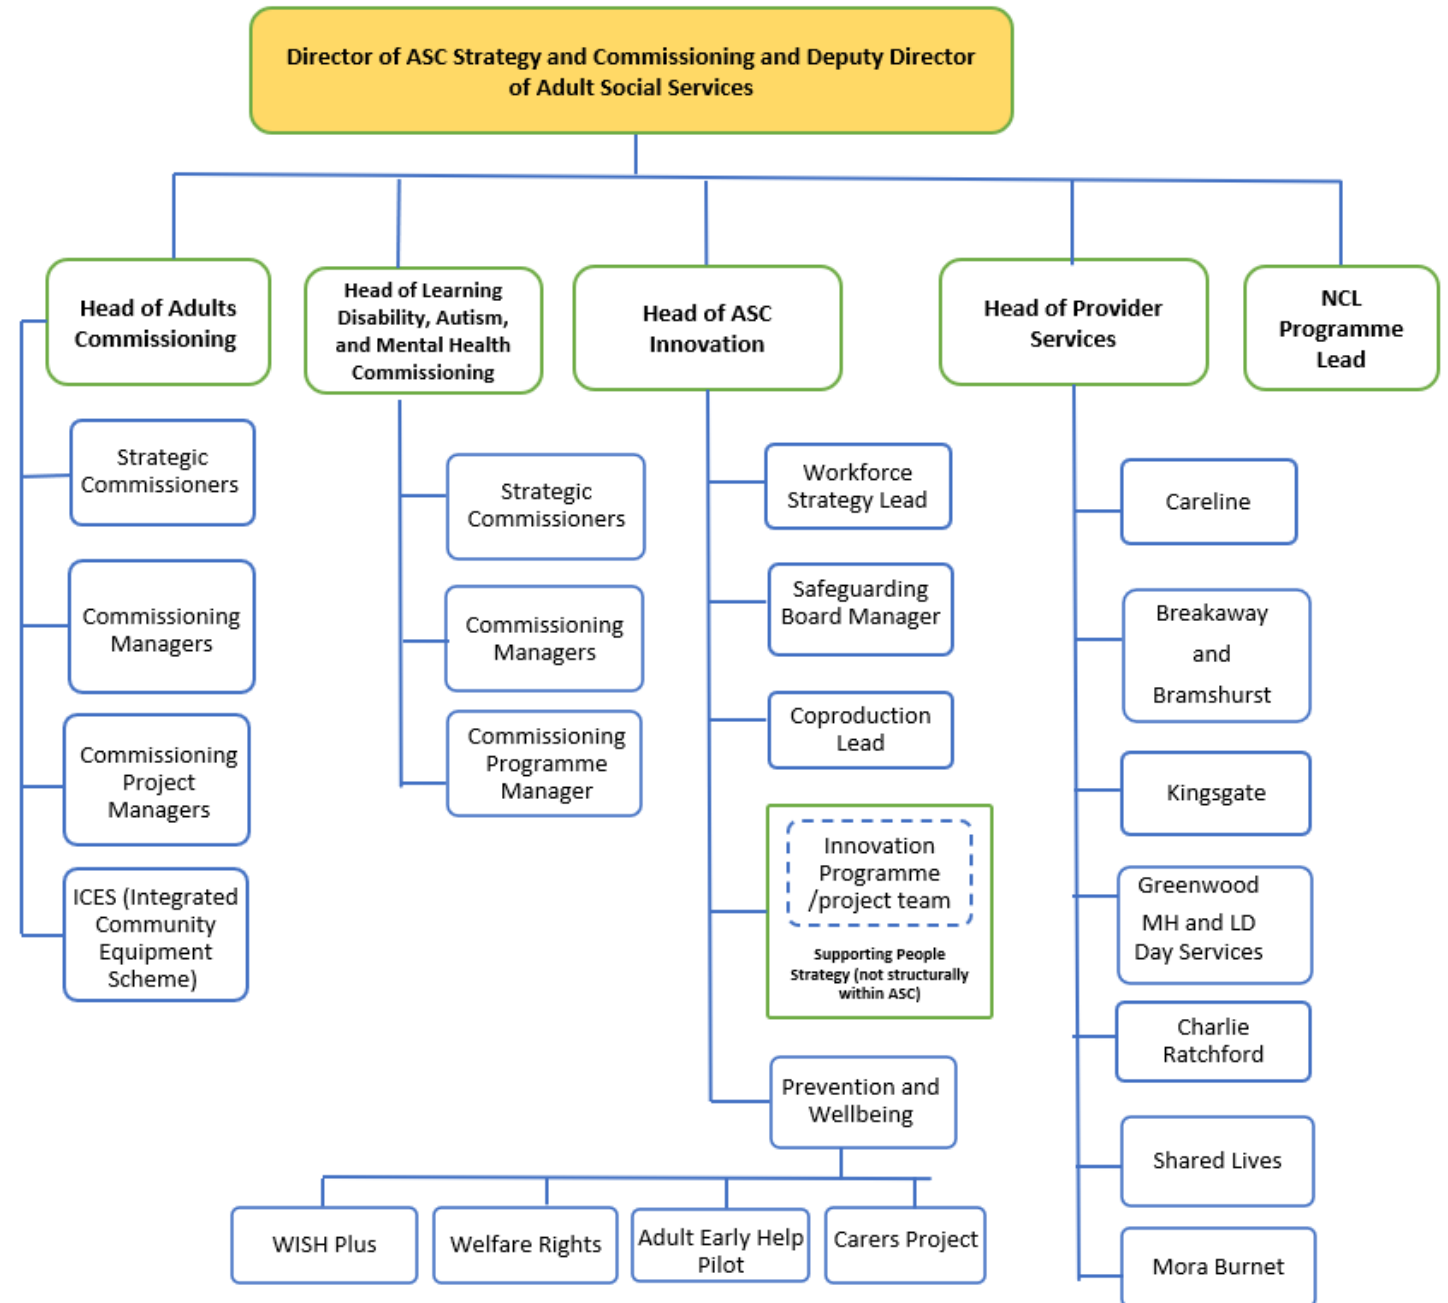 Director of ASC Strategy and Commissioning and Deputy Director
of Adult Social Services
Head of Adults
Commissioning
Head of Learning
Disability, Autism,
and Mental Health
Commissioning
Head of ASC
Innovation
Head of Provider
Services
NCL
Programme
Lead
Strategic
Commissioners
Commissioning
Managers
Commissioning
Project
Managers
ICES (Integrated
Community
Equipment
Scheme)
Strategic
Commissioners
Commissioning
Managers
Commissioning
Programme
Manager
Workforce
Strategy Lead
Safeguarding
Board Manager
Coproduction
Lead
Innovation
Programme
/project team
Supporting People
Strategy (not structurally
within ASC)
Prevention and
Wellbeing
WISH Plus
Welfare Rights
Adult Early Help
Pilot
Carers Project
Careline
Breakaway
and
Bramshurst
Kingsgate
Greenwood
MH and LD
Day Services
Charlie
Ratchford
Shared Lives
Mora Burnet